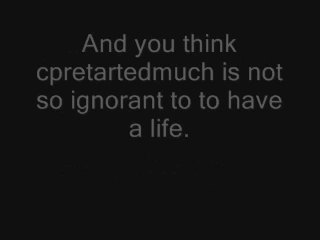 And you think
cpretartedmuch is not
so ignorant to to have
a life.